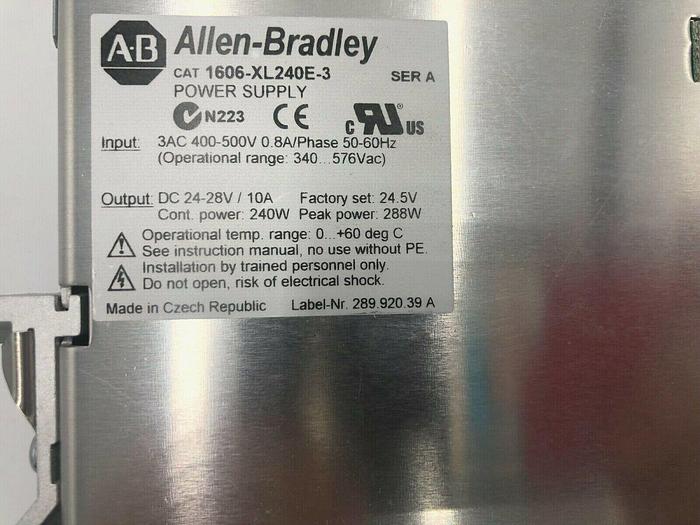 A·B Allen-Bradley
CAT 1606-XL240E-3 SER A
POWER SUPPLY
N223 CE c RU ® US
Input: 3AC 400-500V 0.8A/Phase 50-60Hz
(Operational range: 340...576Vac)
Output: DC 24-28V / 10A Factory set: 24.5V
Cont. power: 240W Peak power: 288W
Operational temp. range: 0...+60 deg C
See instruction manual, no use without PE.
Installation by trained personnel only.
Do not open, risk of electrical shock.
Made in Czech Republic Label-Nr. 289.920.39 A